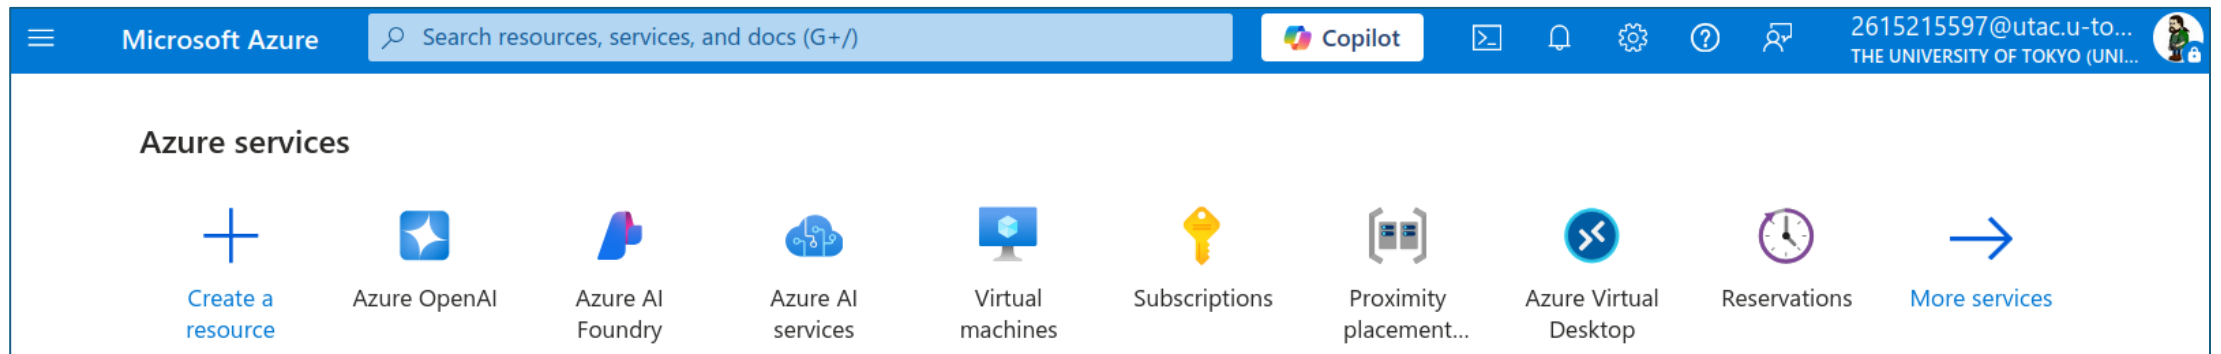 Microsoft Azure
Search resources, services, and docs (G+/)
Copilot
2615215597@utac.u-to...
THE UNIVERSITY OF TOKYO (UNI...
Azure services
Create a
resource
Azure OpenAI
Azure AI
Foundry
Azure AI
services
Virtual
machines
Subscriptions
Proximity
placement...
Azure Virtual
Desktop
Reservations
More services